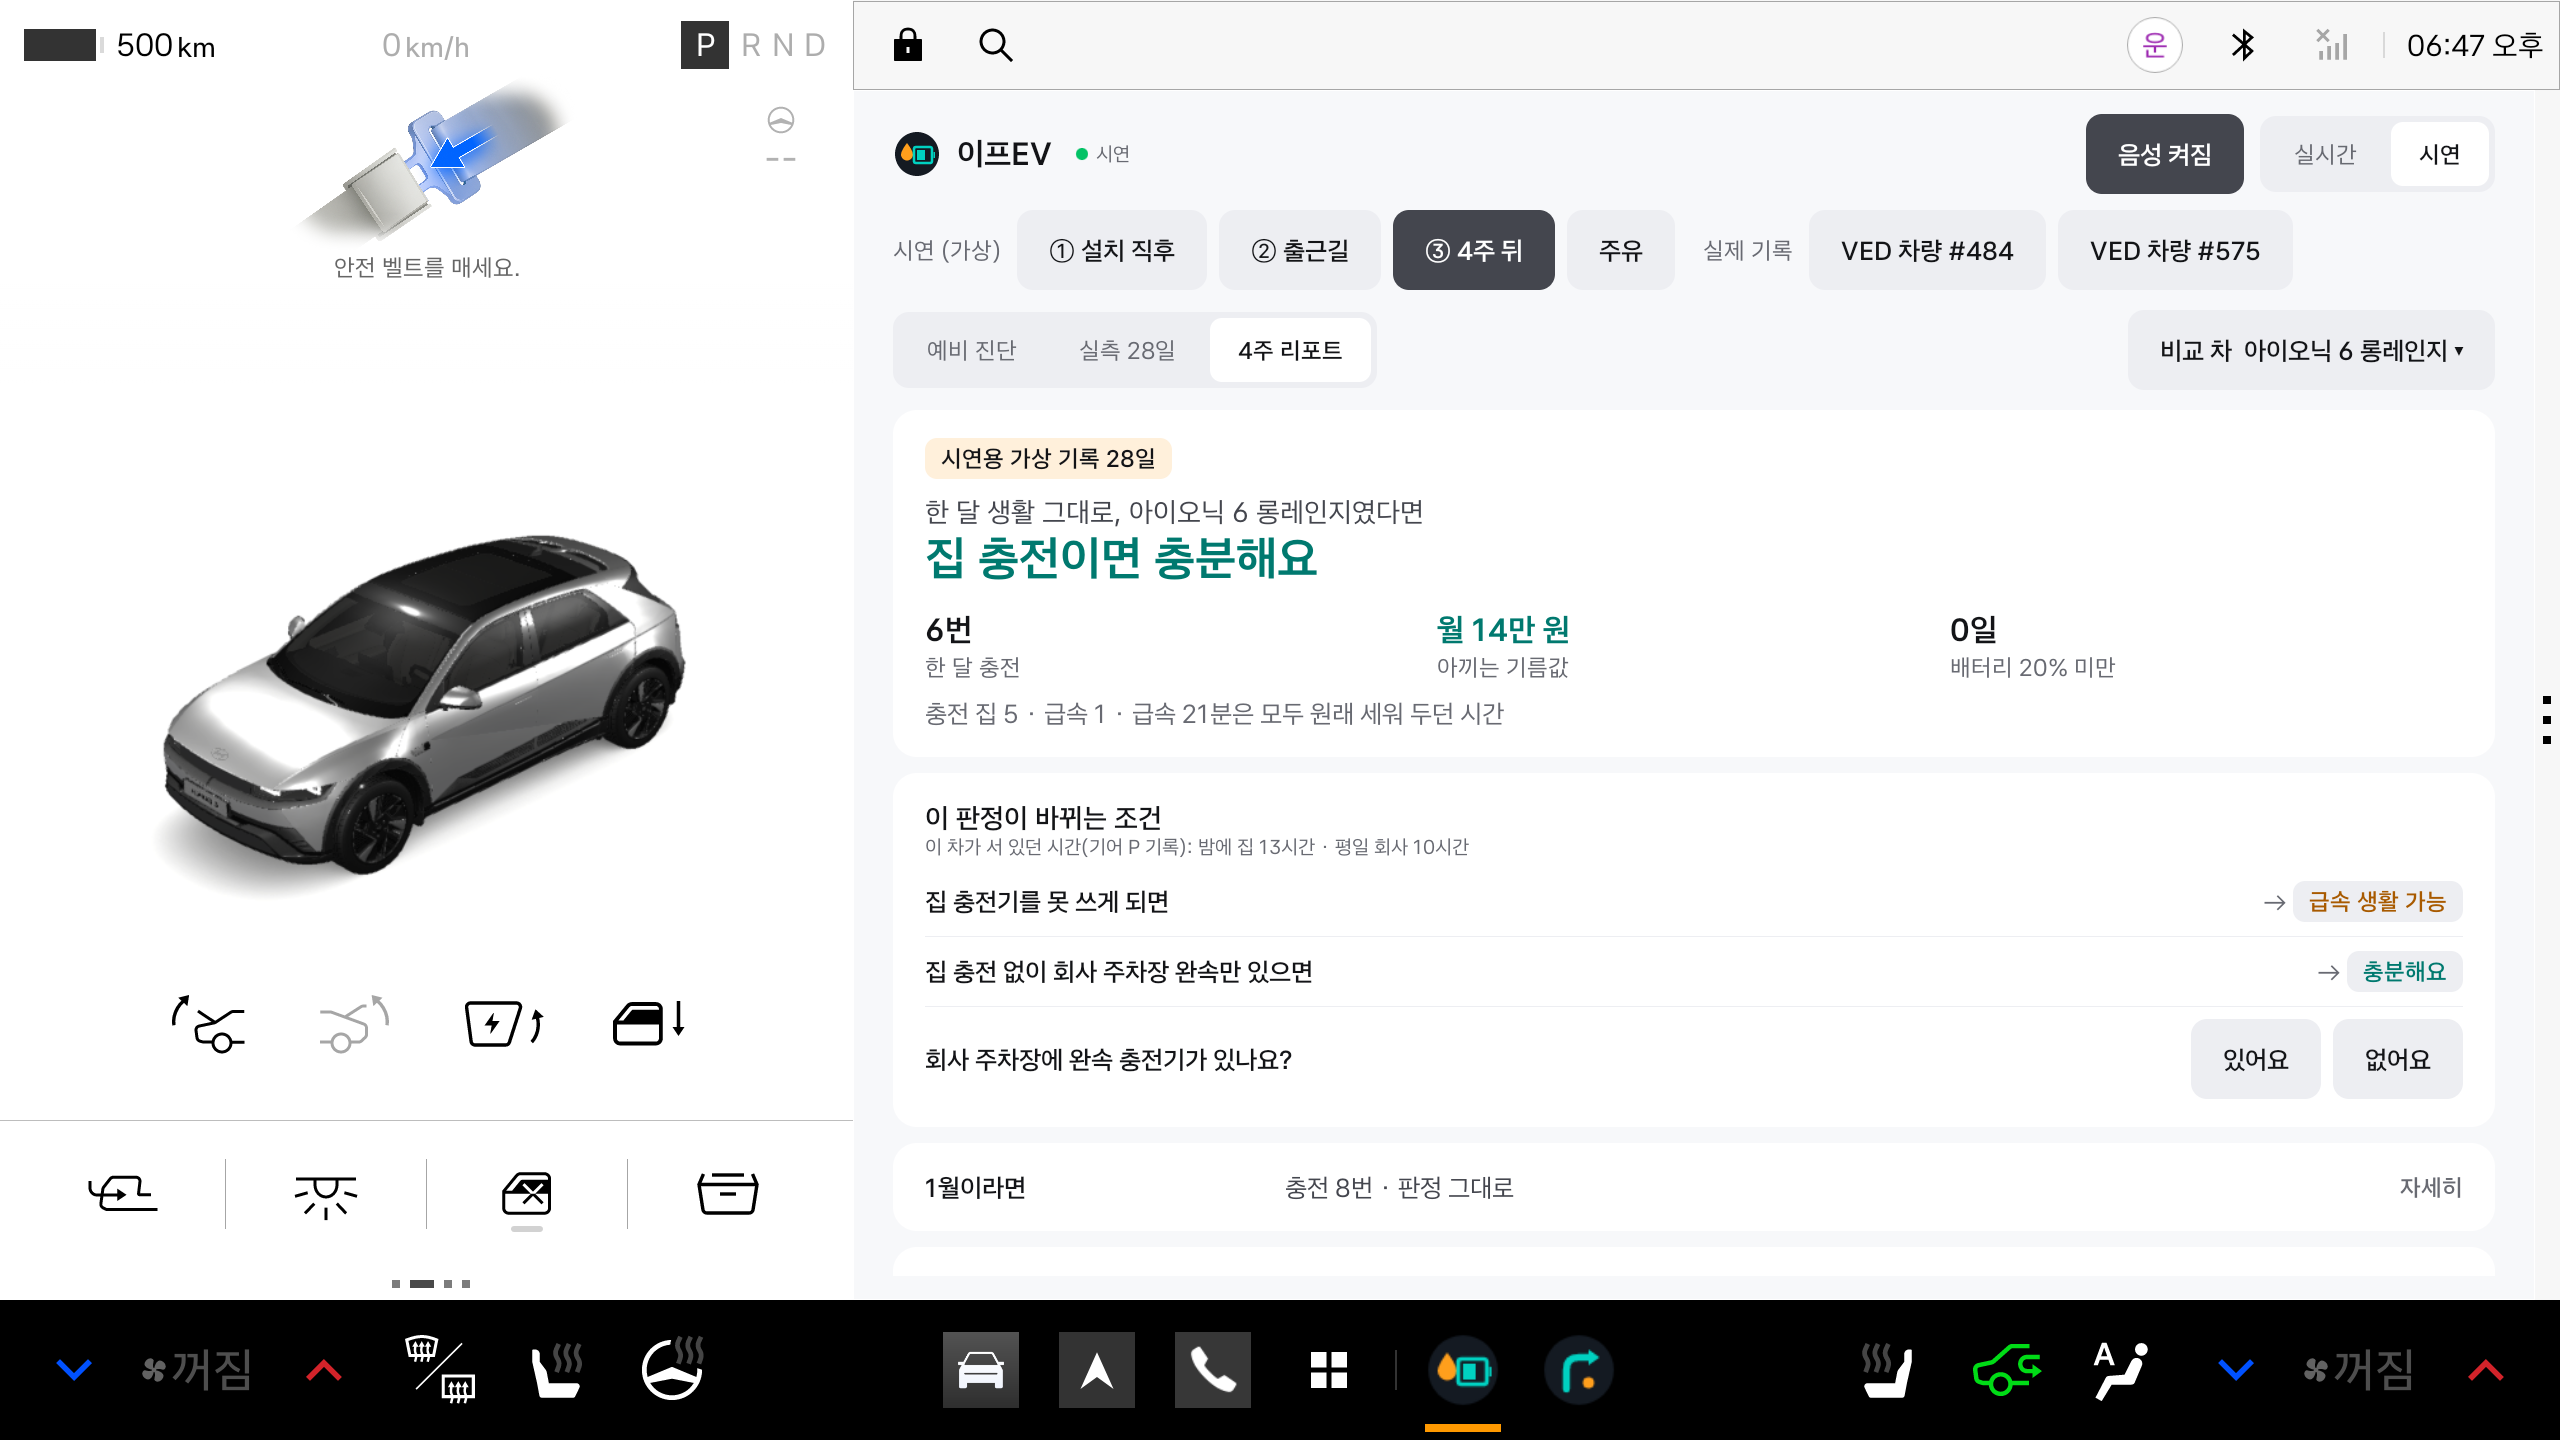 500 km
0 km/h
P R N D
운
06:47 오후
안전 벨트를 매세요.
이프EV
시연
음성 켜짐
실시간
시연
시연 (가상)
① 설치 직후
② 출근길
③ 4주 뒤
주유
실제 기록
VED 차량 #484
VED 차량 #575
예비 진단
실측 28일
4주 리포트
비교 차 아이오닉 6 롱레인지 ▾
시연용 가상 기록 28일
한 달 생활 그대로, 아이오닉 6 롱레인지였다면
집 충전이면 충분해요
6번
한 달 충전
월 14만 원
아끼는 기름값
0일
배터리 20% 미만
충전 집 5 · 급속 1 · 급속 21분은 모두 원래 세워 두던 시간
이 판정이 바뀌는 조건
이 차가 서 있던 시간(기어 P 기록): 밤에 집 13시간 · 평일 회사 10시간
집 충전기를 못 쓰게 되면
→ 급속 생활 가능
집 충전 없이 회사 주차장 완속만 있으면
→ 충분해요
회사 주차장에 완속 충전기가 있나요?
있어요
없어요
1월이라면
충전 8번 · 판정 그대로
자세히
꺼짐
A
꺼짐